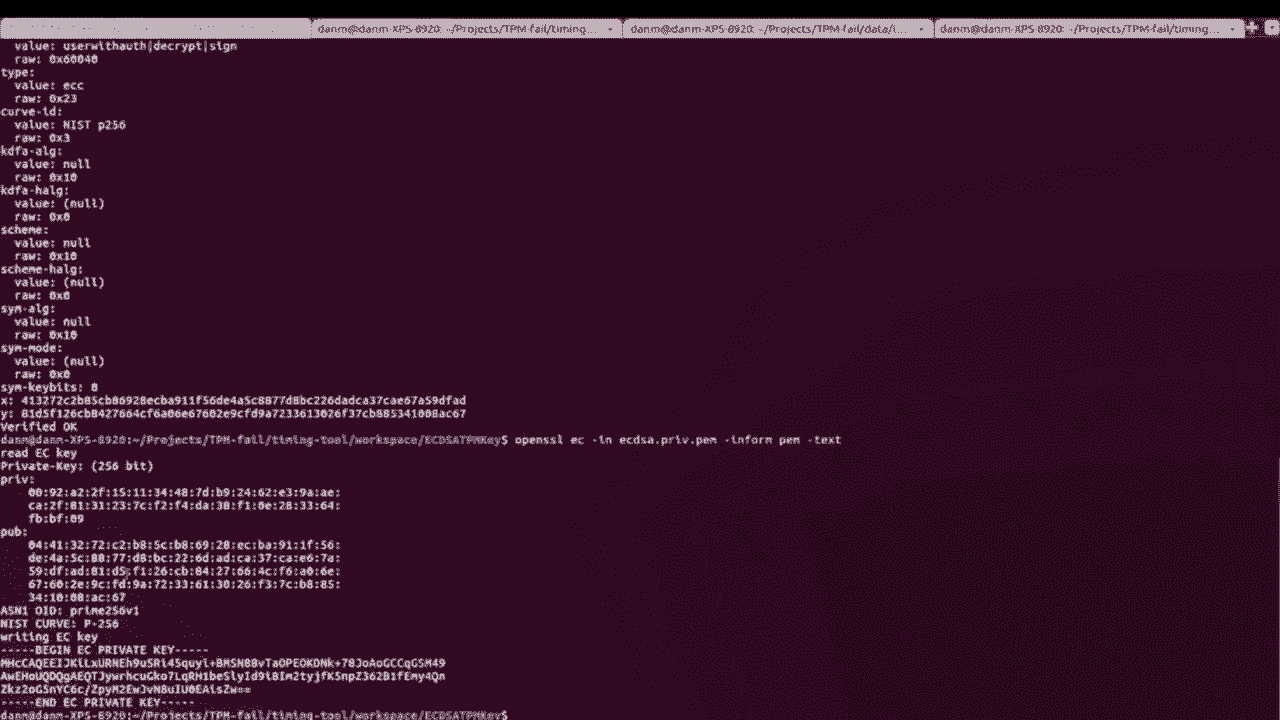 danm@danm-XPS-8920: ~/Projects/TPM-fail/timing...
danm@danm-XPS-8920: ~/Projects/TPM-fail/data/i...
danm@danm-XPS-8920: ~/Projects/TPM-fail/timing...
value: userwithauth|decrypt|sign
raw: 0x60040
type:
value: ecc
raw: 0x23
curve-id:
value: NIST p256
raw: 0x3
kdfa-alg:
value: null
raw: 0x10
kdfa-halg:
value: (null)
raw: 0x0
scheme:
value: null
raw: 0x10
scheme-halg:
value: (null)
raw: 0x0
sym-alg:
value: null
raw: 0x10
sym-mode:
value: (null)
raw: 0x0
sym-keybits: 0
x: 413272c2b85cb86928ecba911f56de4a5c8877d8bc226dadca37cae67a59dfad
y: 81d5f126cb8427664cf6a06e67602e9cfd9a7233613026f37cb885341008ac67
Verified OK
danm@danm-XPS-8920:~/Projects/TPM-fail/timing-tool/workspace/ECDSATPMKey$ openssl ec -in ecdsa.priv.pem -inform pem -text
read EC key
Private-Key: (256 bit)
priv:
00:92:a2:2f:15:11:34:48:7d:b9:24:62:e3:9a:ae:
ca:2f:81:31:23:7c:f2:f4:da:38:f1:0e:28:33:64:
fb:bf:09
pub:
04:41:32:72:c2:b8:5c:b8:69:28:ec:ba:91:1f:56:
de:4a:5c:88:77:d8:bc:22:6d:ad:ca:37:ca:e6:7a:
59:df:ad:81:d5:f1:26:cb:84:27:66:4c:f6:a0:6e:
67:60:2e:9c:fd:9a:72:33:61:30:26:f3:7c:b8:85:
34:10:08:ac:67
ASN1 OID: prime256v1
NIST CURVE: P-256
writing EC key
-----BEGIN EC PRIVATE KEY-----
MHcCAQEEIJKiLxURNEh9uSRi45quyi+BMSN88vTaOPEOKDNk+78JoAoGCCqGSM49
AwEHoUQDQgAEQTJywrhcuGko7LqRH1beSlyId9i8Im2tyjfK5npZ362B1fEmy4Qn
Zkz2oG5nYC6c/ZpyM2EwJvN8uIU0EAisZw==
-----END EC PRIVATE KEY-----
danm@danm-XPS-8920:~/Projects/TPM-fail/timing-tool/workspace/ECDSATPMKey$